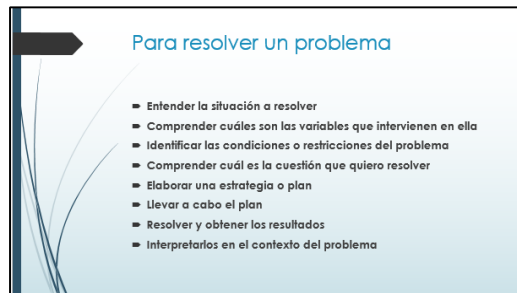 Para resolver un problema
Entender la situación a resolver
Comprender cuáles son las variables que intervienen en ella
Identificar las condiciones o restricciones del problema
Comprender cuál es la cuestión que quiero resolver
Elaborar una estrategia o plan
Llevar a cabo el plan
Resolver y obtener los resultados
Interpretarlos en el contexto del problema